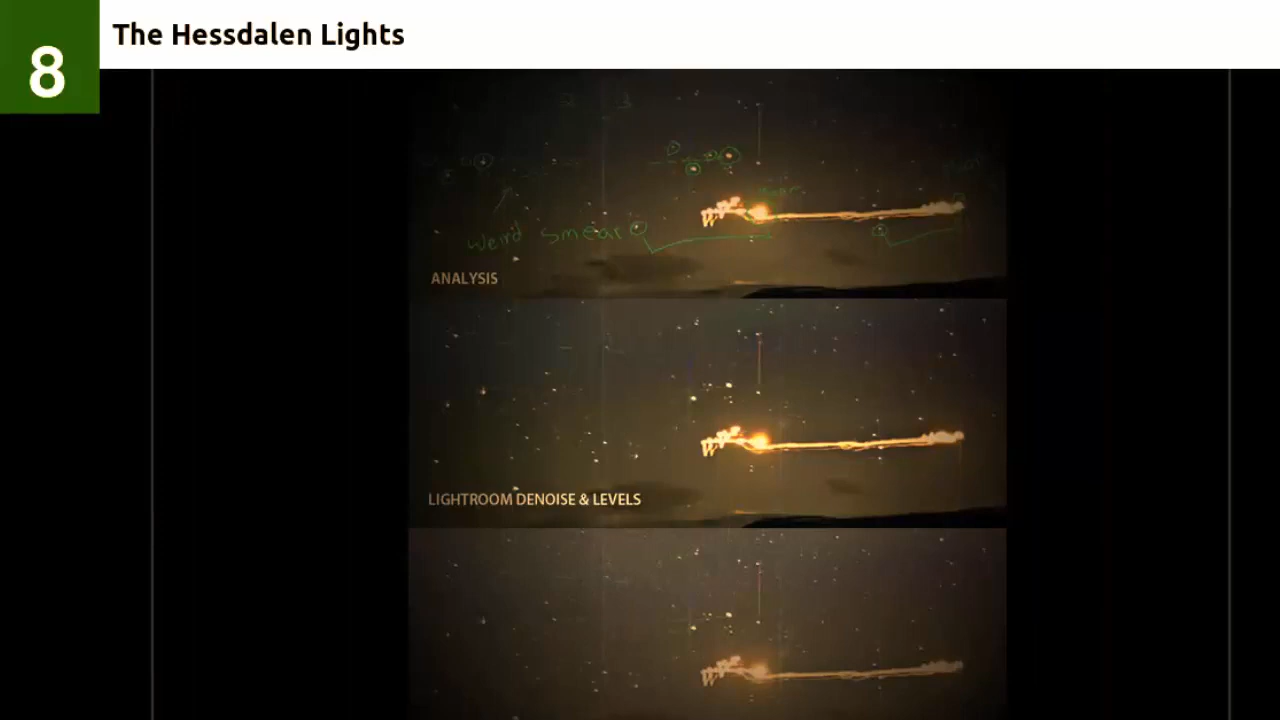 8
The Hessdalen Lights
weird smear
ANALYSIS
LIGHTROOM DENOISE & LEVELS